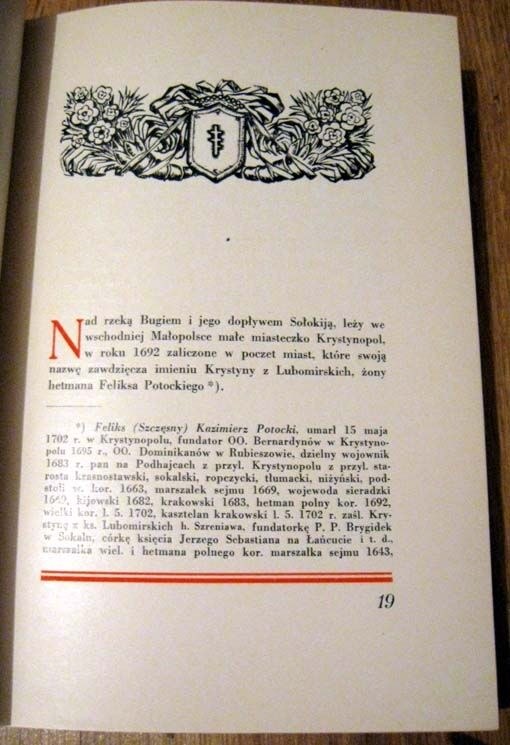 Nad rzeką Bugiem i jego dopływem Sołokiją, leży we
wschodniej Małopolsce małe miasteczko Krystynopol,
w roku 1692 zaliczone w poczet miast, które swoją
nazwę zawdzięcza imieniu Krystyny z Lubomirskich, żony
hetmana Feliksa Potockiego *).
*) Feliks (Szczęsny) Kazimierz Potocki, umarł 15 maja
1702 r. w Krystynopolu, fundator OO. Bernardynów w Krystyno-
polu 1695 r., OO. Dominikanów w Rubieszowie, dzielny wojownik
1683 r. pan na Podhajcach z przyl. Krystynopolu z przyl. sta-
rosta krasnostawski, sokalski, ropczycki, tłumacki, niżyński, pod-
stoli w. kor. 1663, marszałek sejmu 1669, wojewoda sieradzki
1669, kijowski 1682, krakowski 1683, hetman polny kor. 1692,
wielki kor. l. 5. 1702, kasztelan krakowski l. 5. 1702 r. zaśl. Kry-
stynę z ks. Lubomirskich h. Szreniawa, fundatorkę P. P. Brygidek
w Sokalu, córkę księcia Jerzego Sebastiana na Łańcucie i t. d.,
marszałka wiel. i hetmana polnego kor. marszałka sejmu 1643,
19